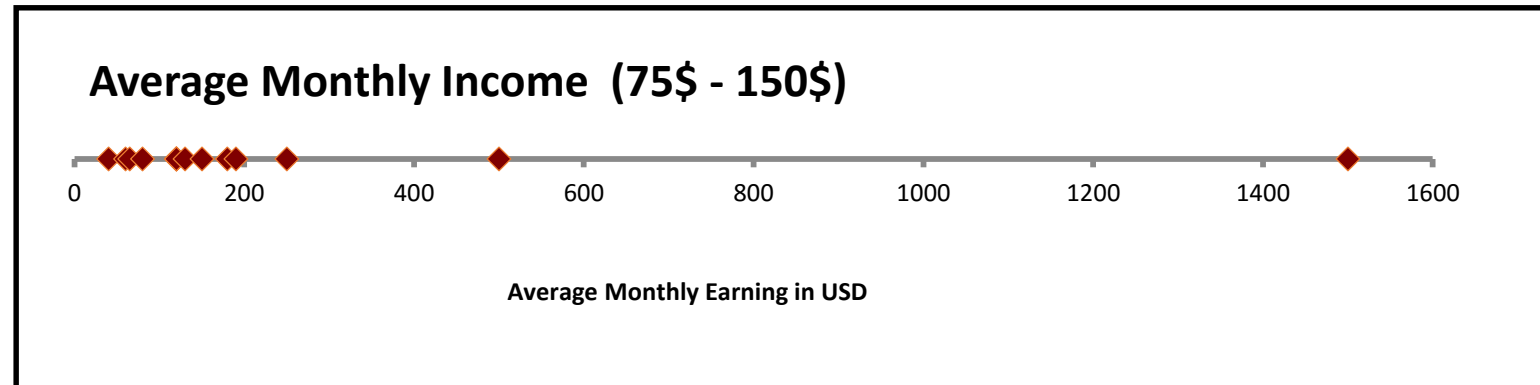 Average Monthly Income (75$ - 150$)
0 200 400 600 800 1000 1200 1400 1600
Average Monthly Earning in USD